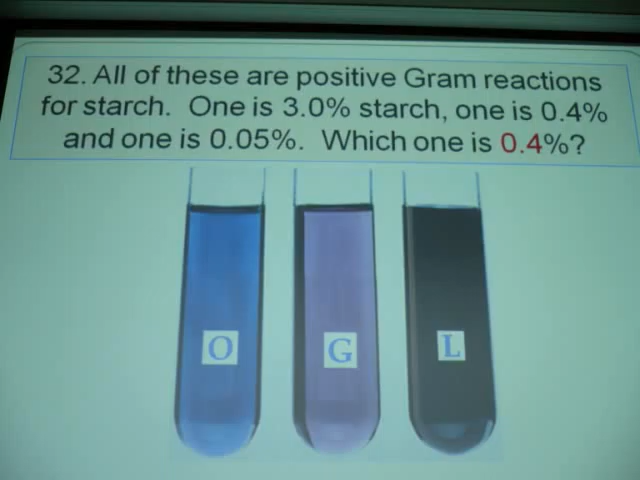 32. All of these are positive Gram reactions
for starch. One is 3.0% starch, one is 0.4%
and one is 0.05%. Which one is 0.4%?
O G L